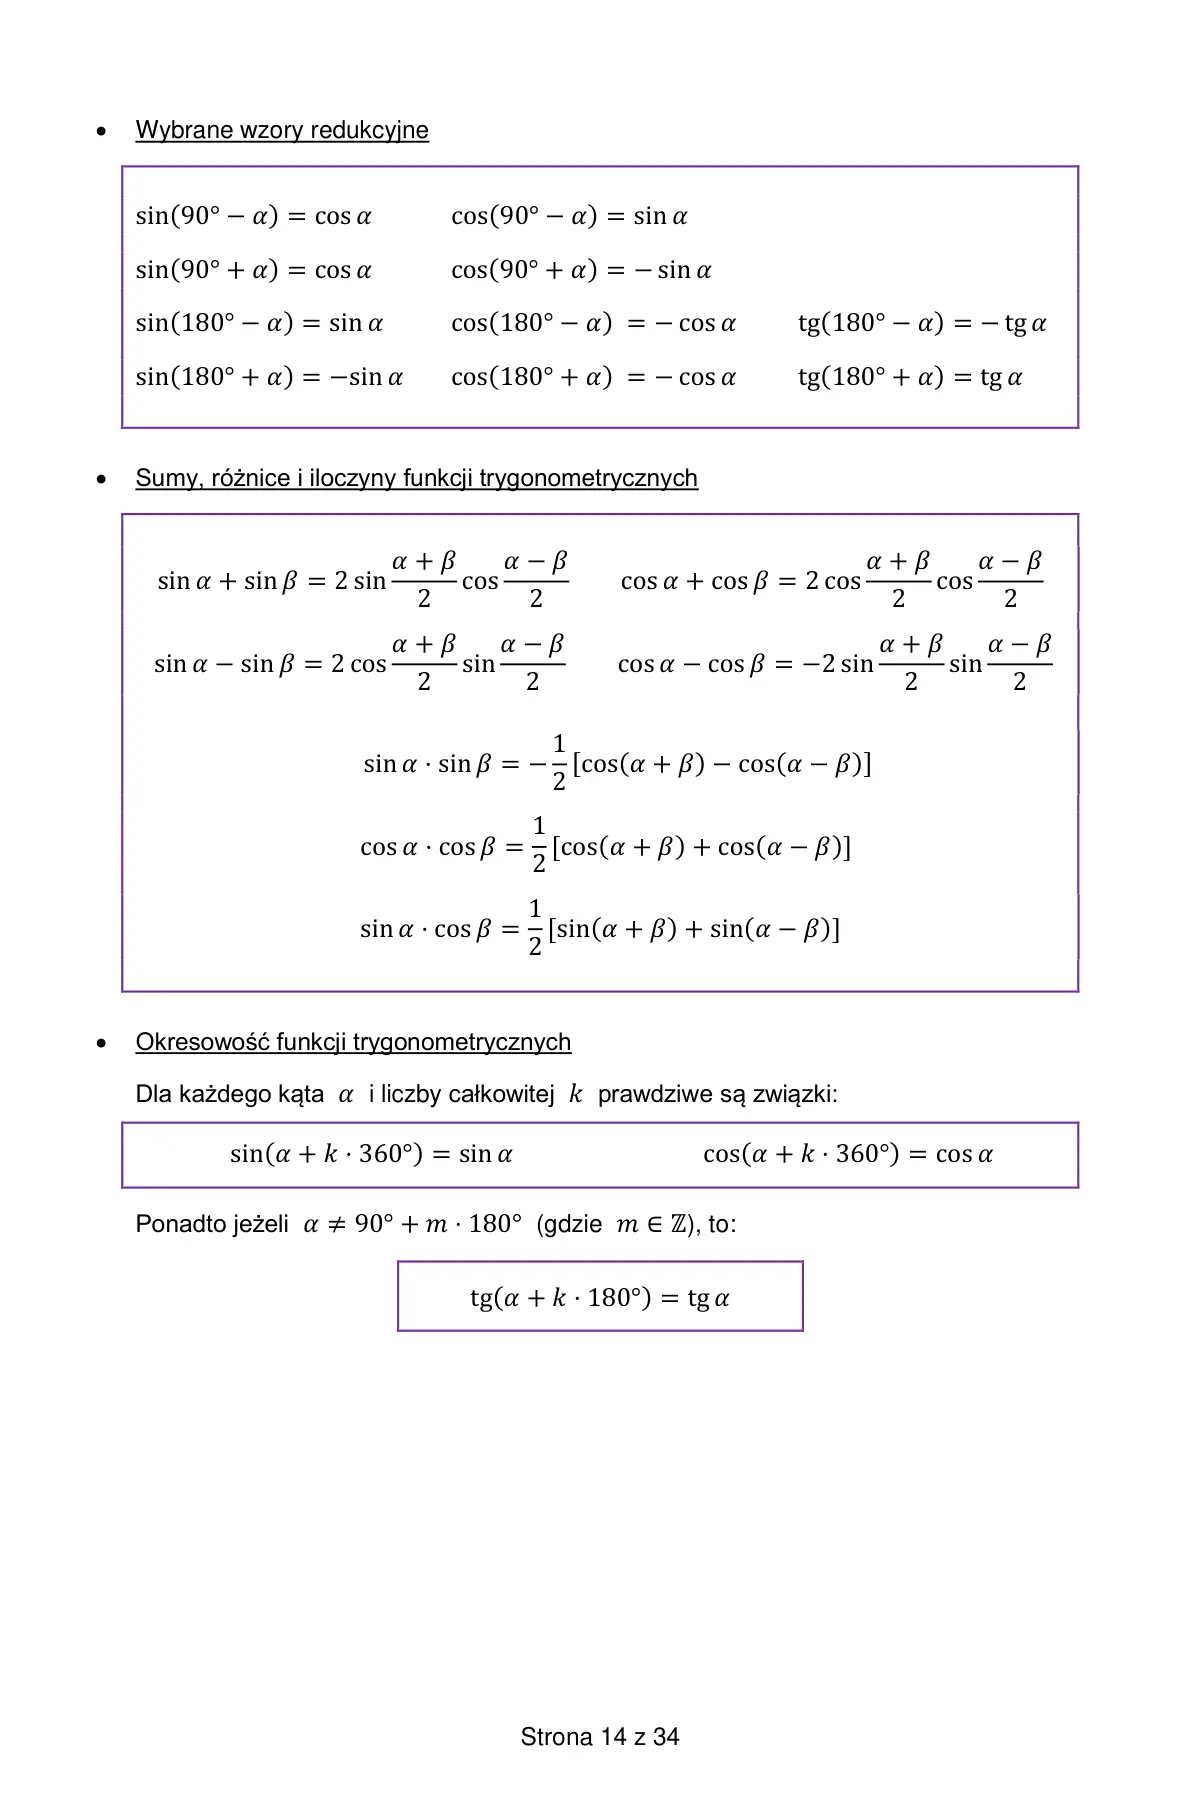 • Wybrane wzory redukcyjne
sin(90° − α) = cos α cos(90° − α) = sin α
sin(90° + α) = cos α cos(90° + α) = − sin α
sin(180° − α) = sin α cos(180° − α) = − cos α tg(180° − α) = − tg α
sin(180° + α) = −sin α cos(180° + α) = − cos α tg(180° + α) = tg α
• Sumy, różnice i iloczyny funkcji trygonometrycznych
sin α + sin β = 2 sin (α + β)/2 cos (α − β)/2 cos α + cos β = 2 cos (α + β)/2 cos (α − β)/2
sin α − sin β = 2 cos (α + β)/2 sin (α − β)/2 cos α − cos β = −2 sin (α + β)/2 sin (α − β)/2
sin α · sin β = − 1/2 [cos(α + β) − cos(α − β)]
cos α · cos β = 1/2 [cos(α + β) + cos(α − β)]
sin α · cos β = 1/2 [sin(α + β) + sin(α − β)]
• Okresowość funkcji trygonometrycznych
Dla każdego kąta α i liczby całkowitej k prawdziwe są związki:
sin(α + k · 360°) = sin α cos(α + k · 360°) = cos α
Ponadto jeżeli α ≠ 90° + m · 180° (gdzie m ∈ ℤ), to:
tg(α + k · 180°) = tg α
Strona 14 z 34